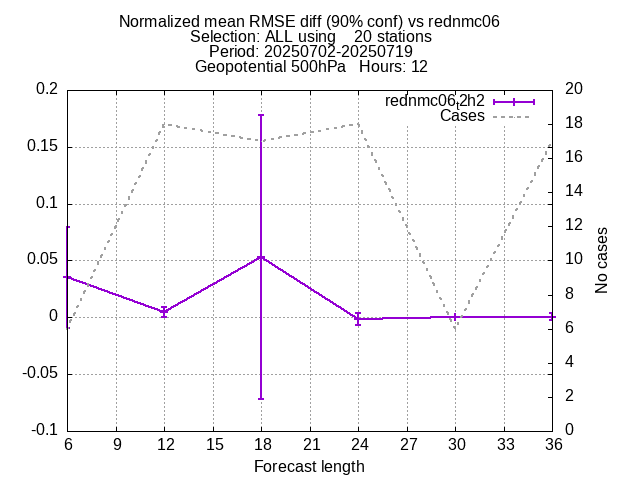 Normalized mean RMSE diff (90% conf) vs rednmc06
Selection: ALL using    20 stations
Period: 20250702-20250719
Geopotential 500hPa   Hours: 12
0.2
0.15
0.1
0.05
0
-0.05
-0.1
20
18
16
14
12
10
8
6
4
2
0
rednmc06t2h2
Cases
No cases
6 9 12 15 18 21 24 27 30 33 36
Forecast length